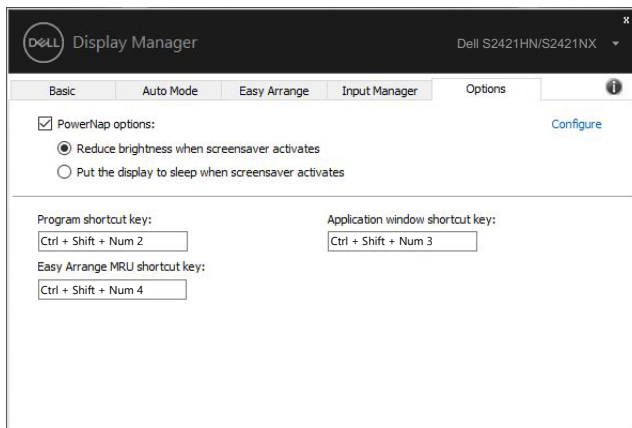 x
DELL Display Manager Dell S2421HN/S2421NX
Basic Auto Mode Easy Arrange Input Manager Options i
PowerNap options: Configure
Reduce brightness when screensaver activates
Put the display to sleep when screensaver activates
Program shortcut key: Application window shortcut key:
Ctrl + Shift + Num 2 Ctrl + Shift + Num 3
Easy Arrange MRU shortcut key:
Ctrl + Shift + Num 4